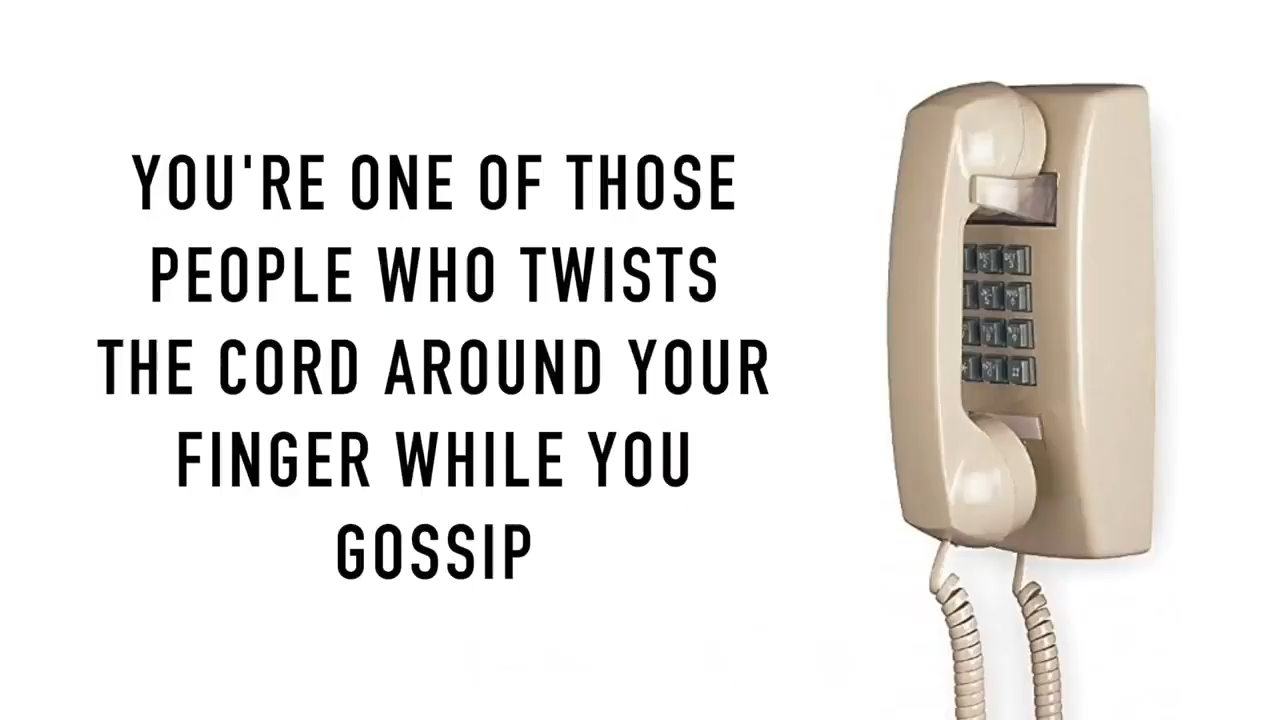 YOU'RE ONE OF THOSE
PEOPLE WHO TWISTS
THE CORD AROUND YOUR
FINGER WHILE YOU
GOSSIP